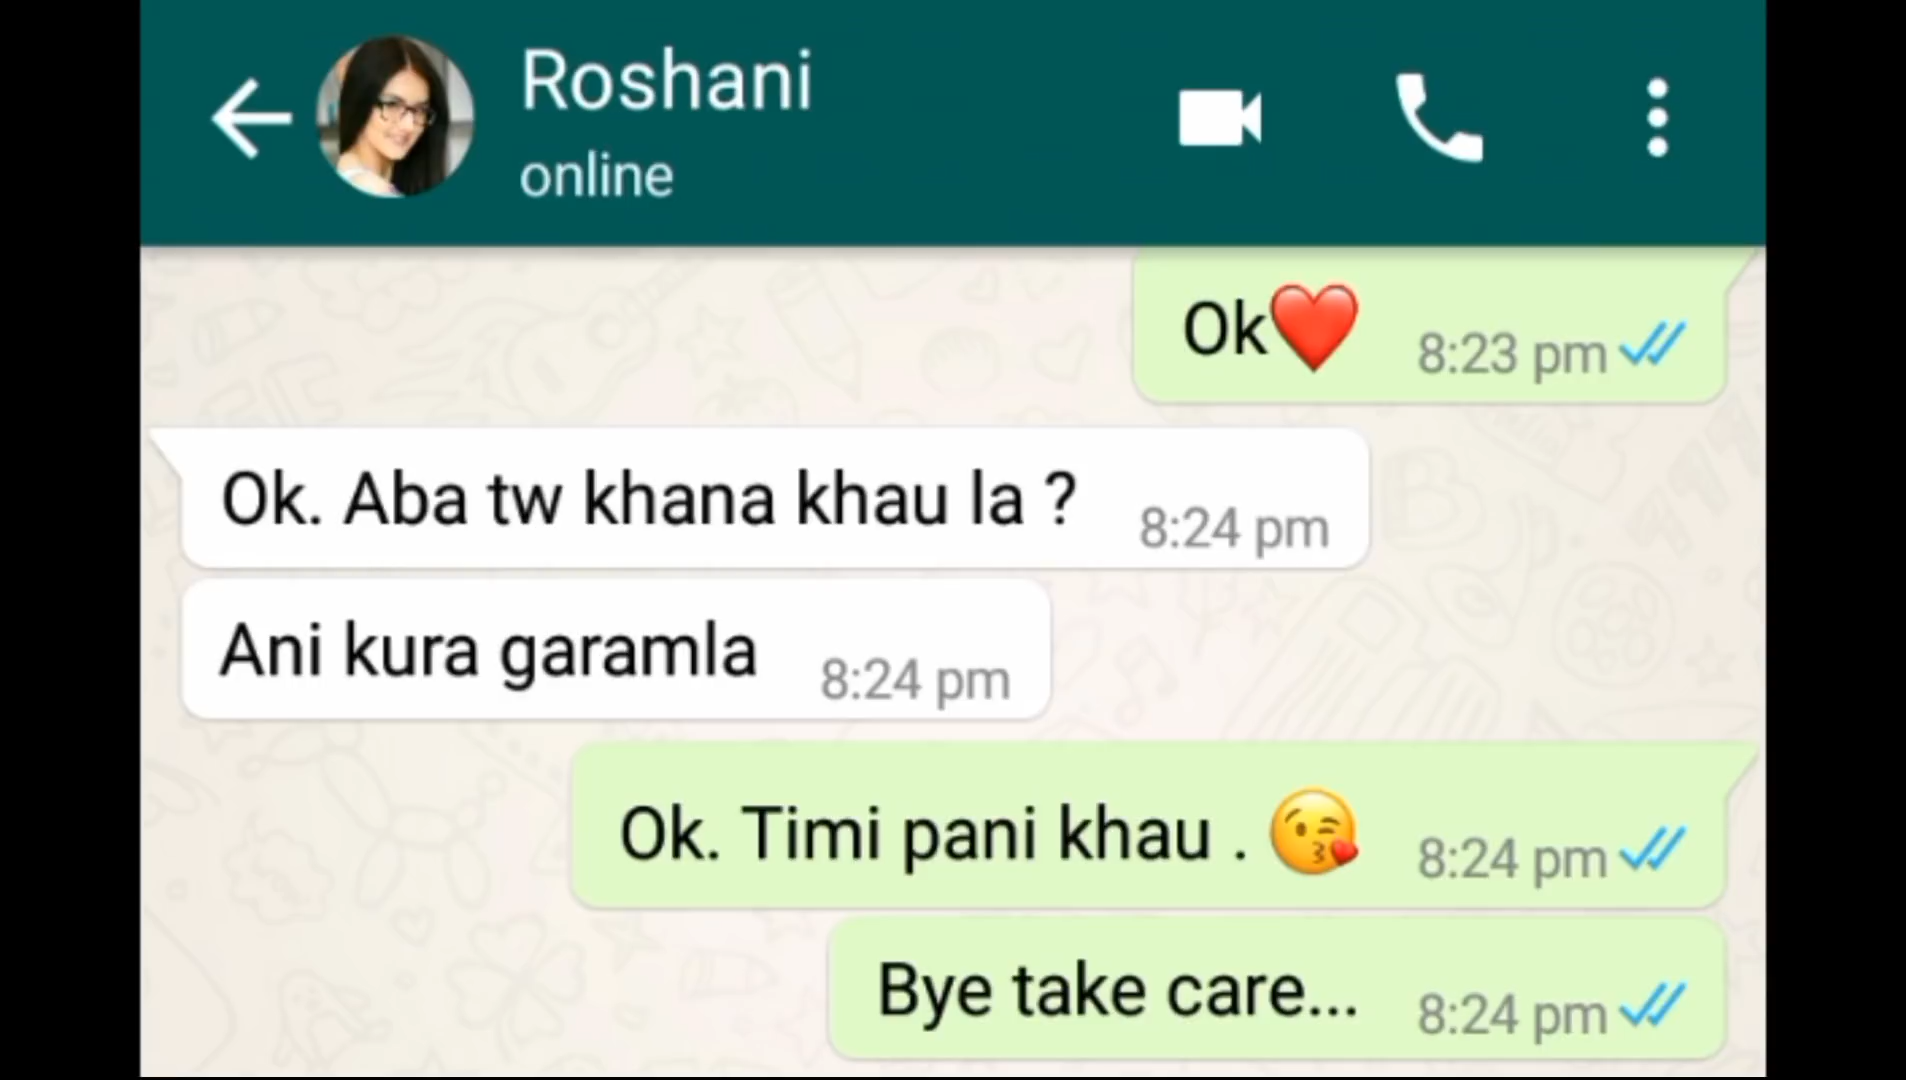 Roshani
online
Ok❤️ 8:23 pm
Ok. Aba tw khana khau la ? 8:24 pm
Ani kura garamla 8:24 pm
Ok. Timi pani khau . 😘 8:24 pm
Bye take care... 8:24 pm